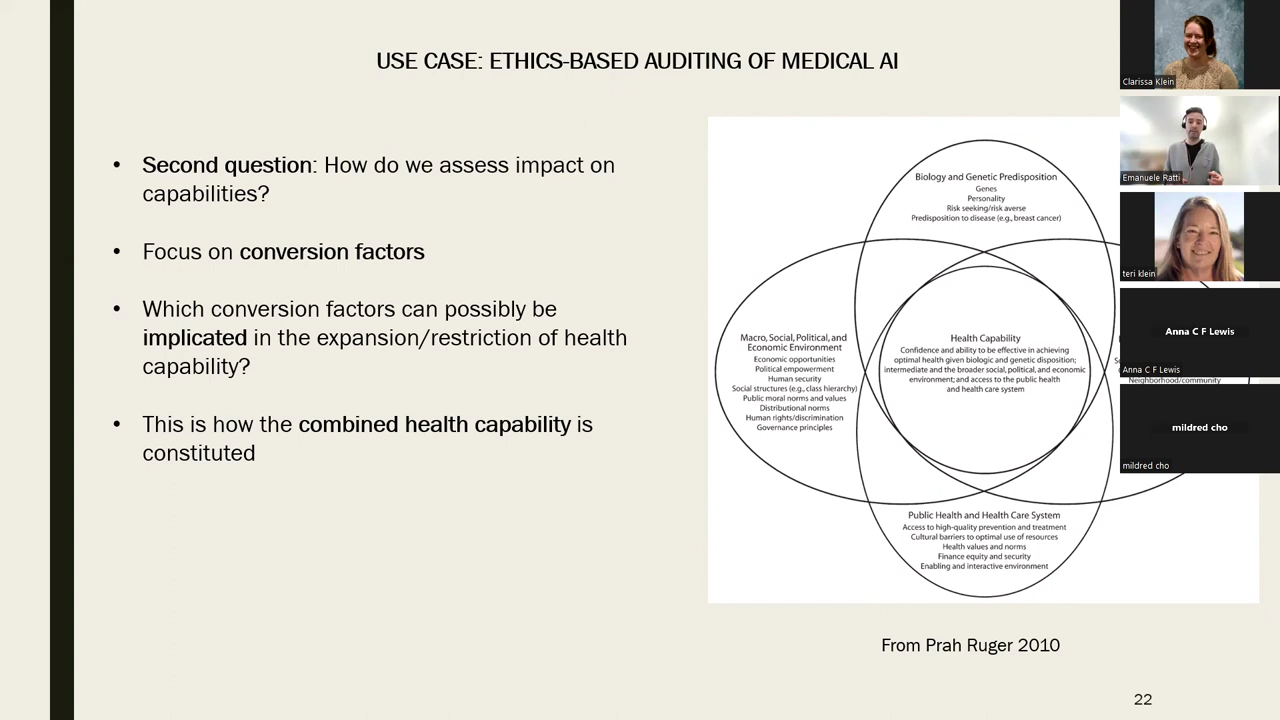 USE CASE: ETHICS-BASED AUDITING OF MEDICAL AI
• Second question: How do we assess impact on
capabilities?
• Focus on conversion factors
• Which conversion factors can possibly be
implicated in the expansion/restriction of health
capability?
• This is how the combined health capability is
constituted
Biology and Genetic Predisposition
Genes
Personality
Risk seeking/risk averse
Predisposition to disease (e.g., breast cancer)
Macro, Social, Political, and
Economic Environment
Economic opportunities
Political empowerment
Human security
Social structures (e.g., class hierarchy)
Public moral norms and values
Distributional norms
Human rights/discrimination
Governance principles
Health Capability
Confidence and ability to be effective in achieving
optimal health given biologic and genetic disposition;
intermediate and the broader social, political, and economic
environment; and access to the public health
and health care system
Neighborhood/community
Public Health and Health Care System
Access to high-quality prevention and treatment
Cultural barriers to optimal use of resources
Health values and norms
Finance equity and security
Enabling and interactive environment
From Prah Ruger 2010
22
Clarissa Klein
Emanuele Ratti
teri klein
Anna C F Lewis
Anna C F Lewis
mildred cho
mildred cho